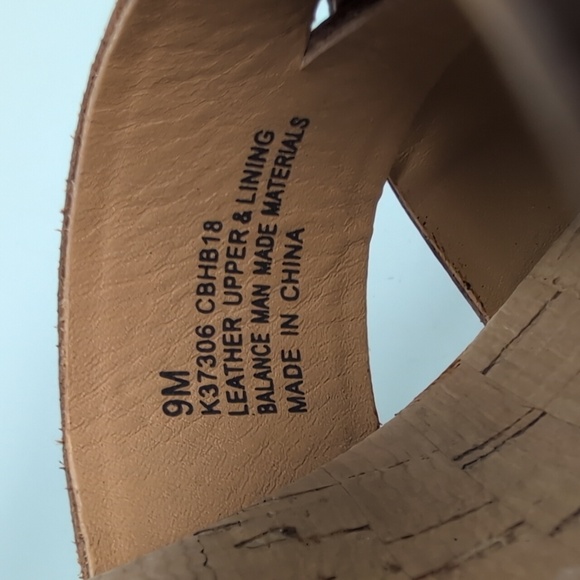 9M
K37306 CBHB18
LEATHER UPPER & LINING
BALANCE MAN MADE MATERIALS
MADE IN CHINA